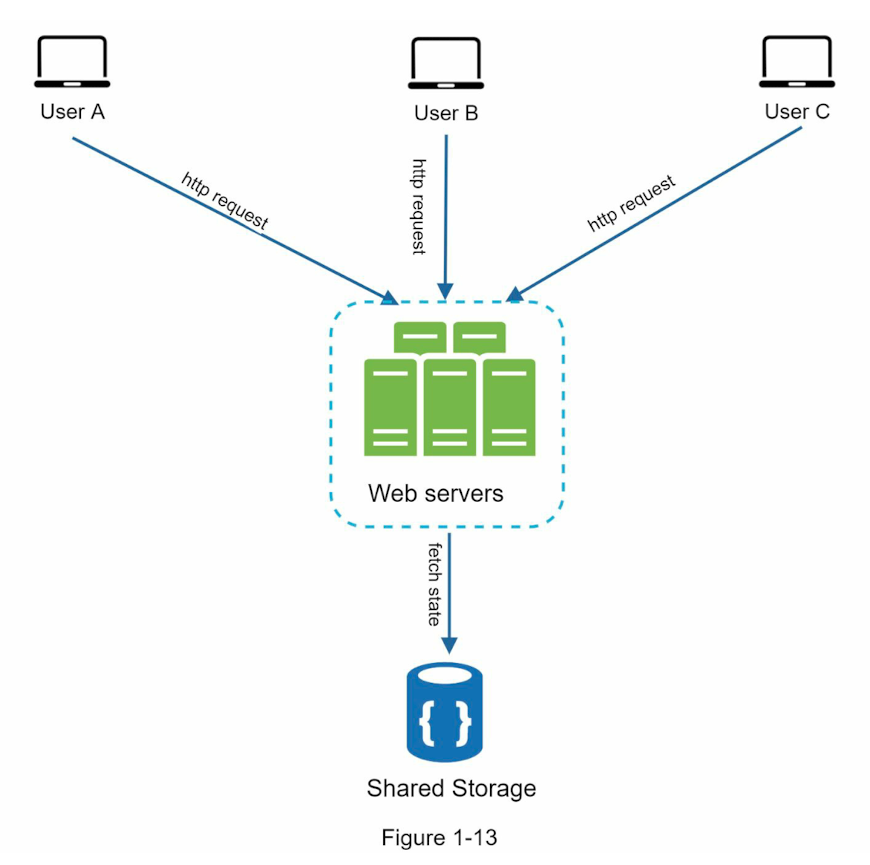 User A
User B
User C
http request
http request
http request
Web servers
fetch state
{ }
Shared Storage
Figure 1-13